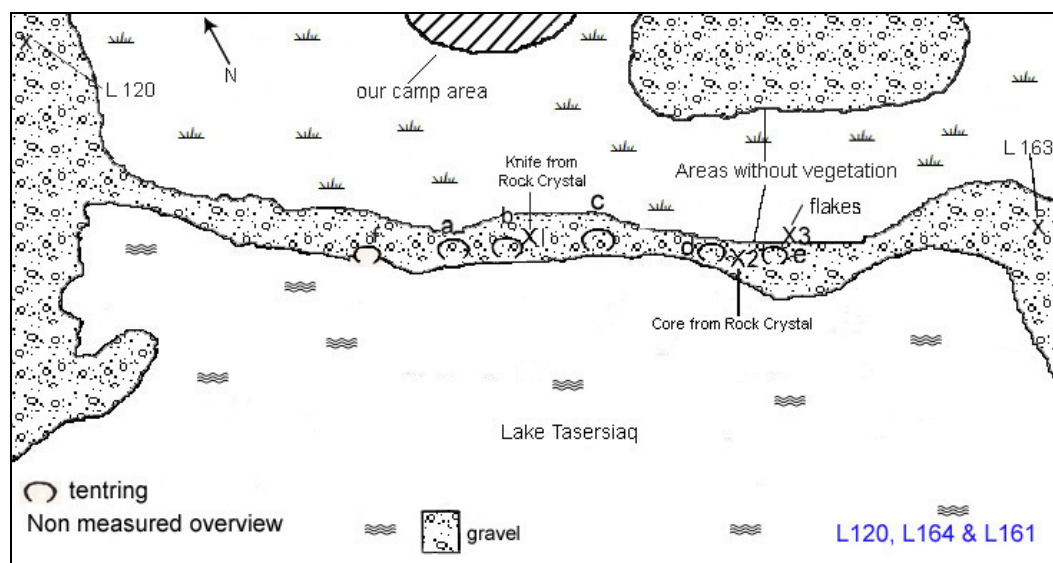 N
our camp area
L 120
L 163
Knife from
Rock Crystal
Areas without vegetation
flakes
a
b
c
X1
X3
f
d
X2
e
Core from Rock Crystal
Lake Tasersiaq
tentring
Non measured overview
gravel
L120, L164 & L161